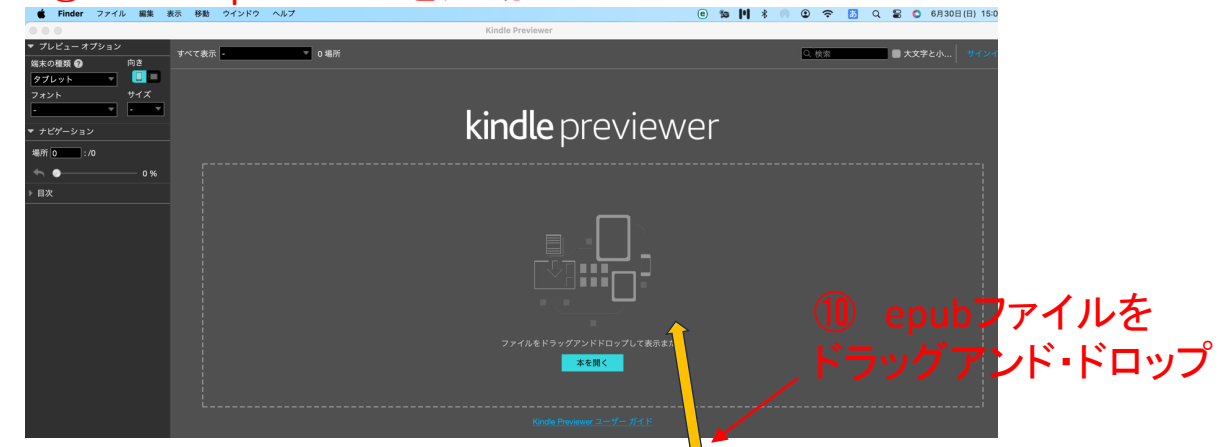 Finder ファイル 編集 表示 移動 ウインドウ ヘルプ あ 6月30日(日) 15:0
Kindle Previewer
▼ プレビューオプション
すべて表示 - 0 場所 検索 大文字と小... サインイ
端末の種類 ? 向き
タブレット
フォント サイズ
- -
▼ ナビゲーション
場所 0 : /0
0 %
目次
kindle previewer
ファイルをドラッグアンドドロップして表示また
本を開く
Kindle Previewer ユーザー ガイド
⑩ epubファイルを
ドラッグアンド・ドロップ